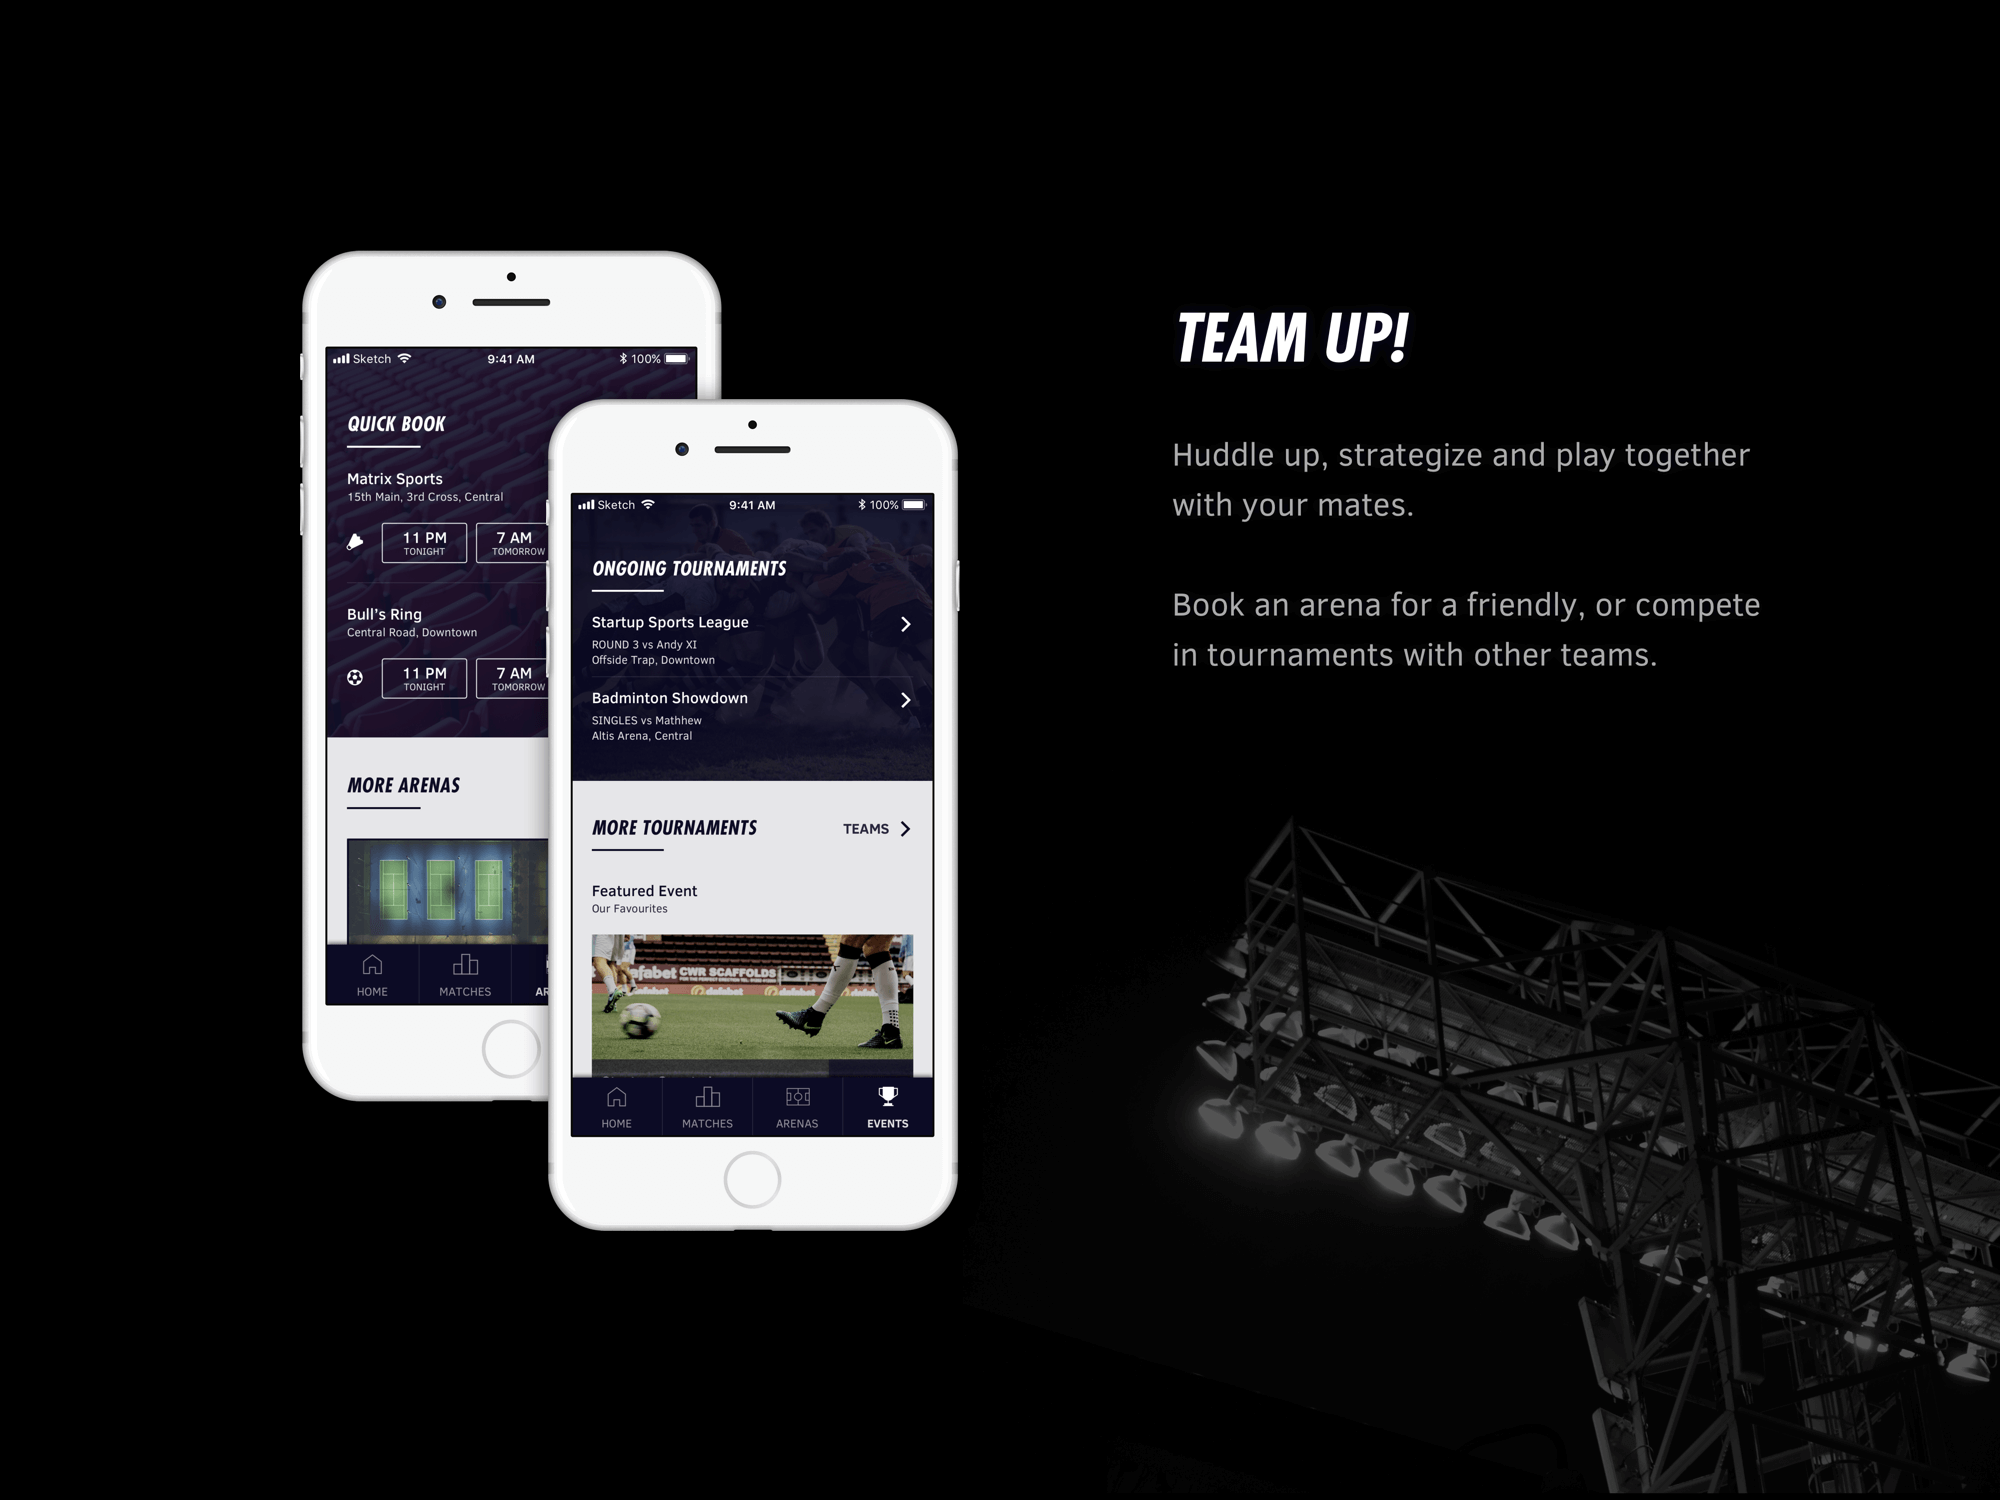 TEAM UP!
Huddle up, strategize and play together
with your mates.
Book an arena for a friendly, or compete
in tournaments with other teams.
Sketch 9:41 AM 100%
QUICK BOOK
Matrix Sports
15th Main, 3rd Cross, Central
11 PM 7 AM
TONIGHT TOMORROW
Bull's Ring
Central Road, Downtown
11 PM 7 AM
TONIGHT TOMORROW
MORE ARENAS
HOME MATCHES
Sketch 9:41 AM 100%
ONGOING TOURNAMENTS
Startup Sports League
ROUND 3 vs Andy XI
Offside Trap, Downtown
Badminton Showdown
SINGLES vs Mathhew
Altis Arena, Central
MORE TOURNAMENTS TEAMS
Featured Event
Our Favourites
afabet CWR SCAFFOLDS
dafabet dafabet
HOME MATCHES ARENAS EVENTS